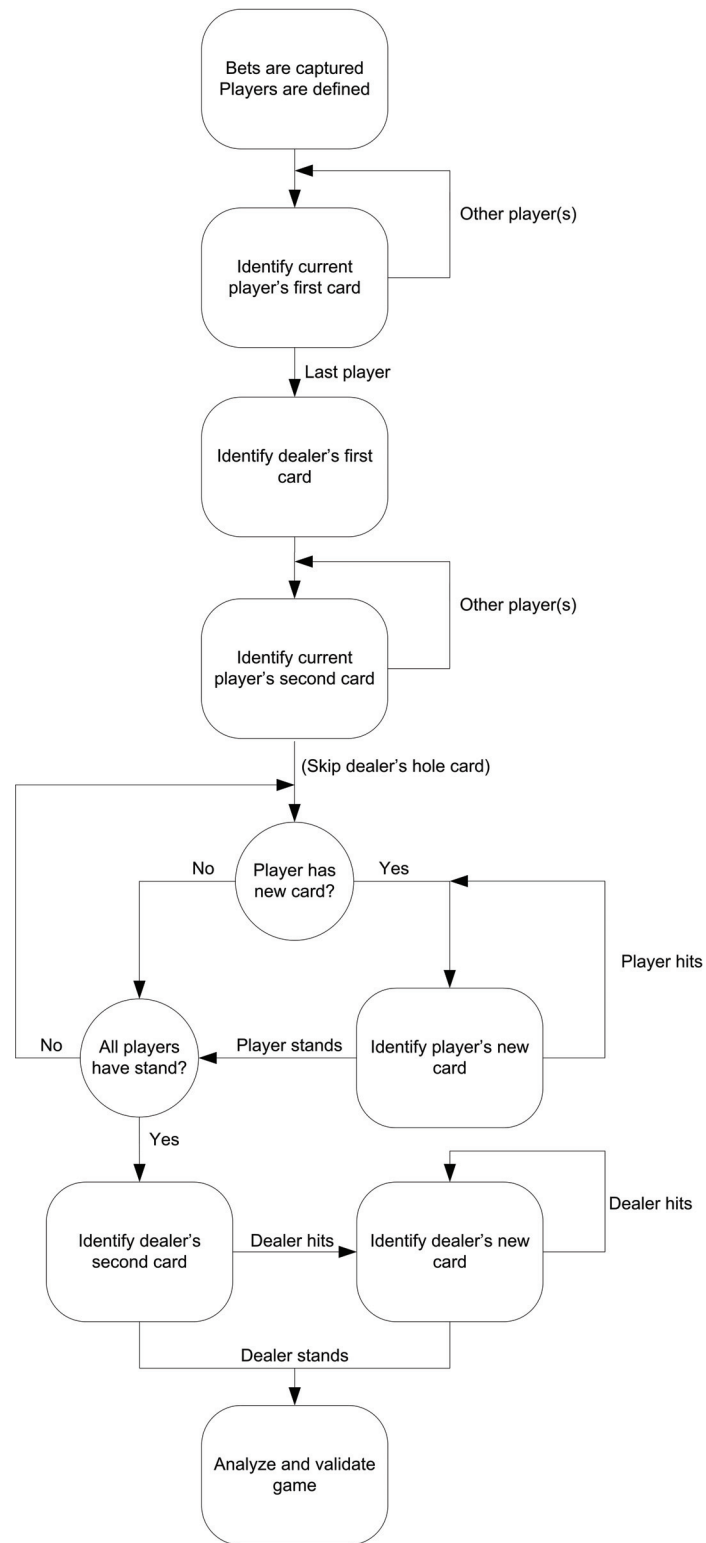 Bets are captured
Players are defined
Other player(s)
Identify current
player’s first card
Last player
Identify dealer’s first
card
Other player(s)
Identify current
player’s second card
(Skip dealer’s hole card)
No
Player has
new card?
Yes
Player hits
No
All players
have stand?
Player stands
Identify player’s new
card
Yes
Identify dealer’s
second card
Dealer hits
Identify dealer’s new
card
Dealer hits
Dealer stands
Analyze and validate
game